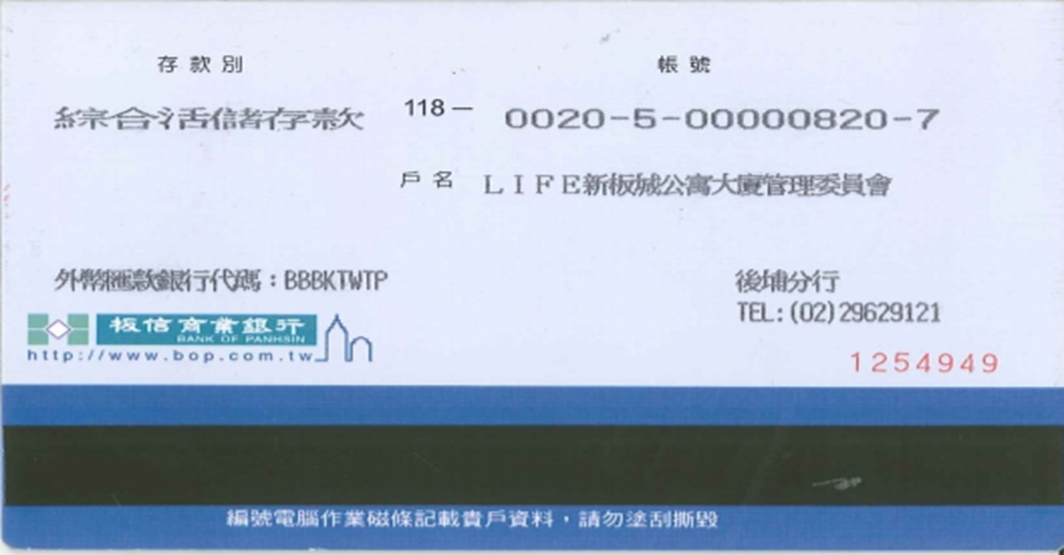 存款別 帳號
綜合活儲存款 118— 0020-5-00000820-7
戶名 LIFE新板城公寓大廈管理委員會
外幣匯款銀行代碼：BBBKTWTP 後埔分行
TEL:(02)29629121
板信商業銀行
BANK OF PANHSIN
http://www.bop.com.tw
1254949
編號電腦作業磁條記載貴戶資料，請勿塗刮撕毀